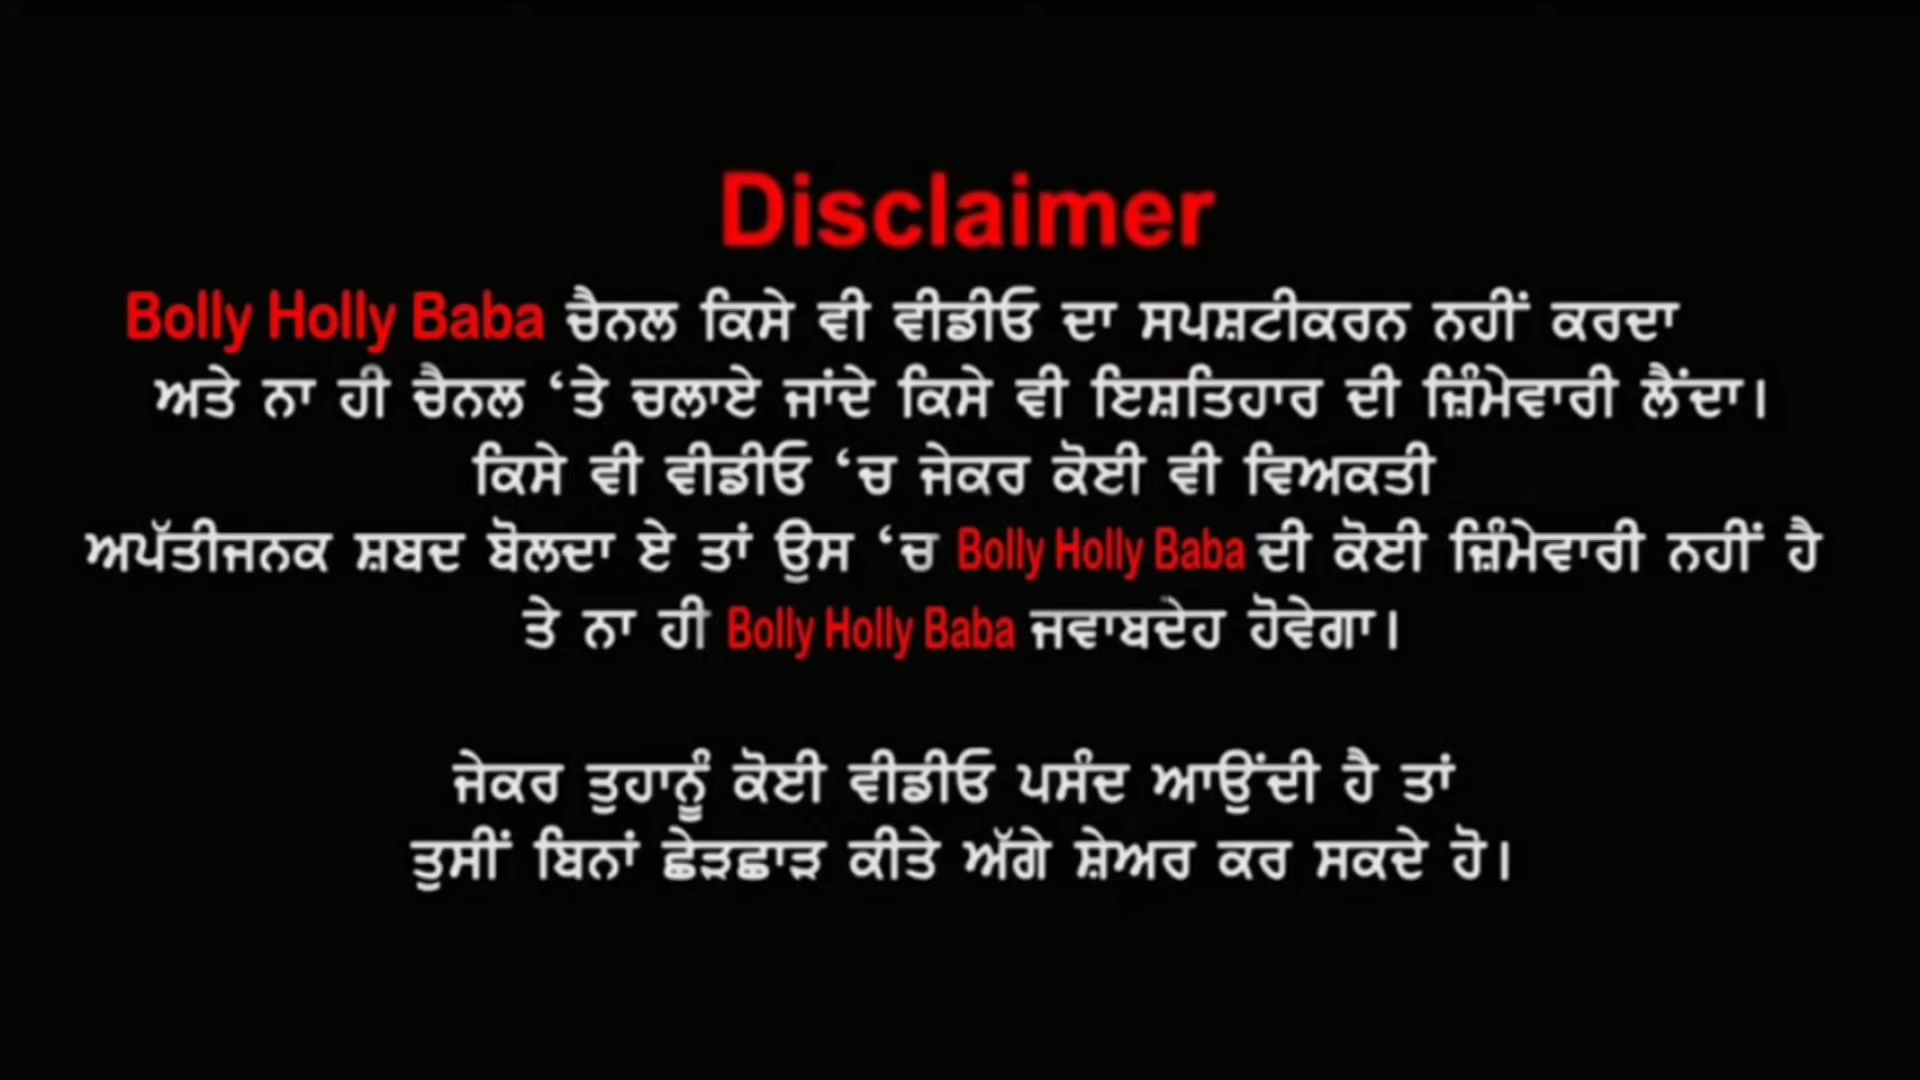 Disclaimer
Bolly Holly Baba ਚੈਨਲ ਕਿਸੇ ਵੀ ਵੀਡੀਓ ਦਾ ਸਪਸ਼ਟੀਕਰਨ ਨਹੀਂ ਕਰਦਾ
ਅਤੇ ਨਾ ਹੀ ਚੈਨਲ ‘ਤੇ ਚਲਾਏ ਜਾਂਦੇ ਕਿਸੇ ਵੀ ਇਸ਼ਤਿਹਾਰ ਦੀ ਜ਼ਿੰਮੇਵਾਰੀ ਲੈਂਦਾ।
ਕਿਸੇ ਵੀ ਵੀਡੀਓ ‘ਚ ਜੇਕਰ ਕੋਈ ਵੀ ਵਿਅਕਤੀ
ਅਪੱਤੀਜਨਕ ਸ਼ਬਦ ਬੋਲਦਾ ਏ ਤਾਂ ਉਸ ‘ਚ Bolly Holly Baba ਦੀ ਕੋਈ ਜ਼ਿੰਮੇਵਾਰੀ ਨਹੀਂ ਹੈ
ਤੇ ਨਾ ਹੀ Bolly Holly Baba ਜਵਾਬਦੇਹ ਹੋਵੇਗਾ।
ਜੇਕਰ ਤੁਹਾਨੂੰ ਕੋਈ ਵੀਡੀਓ ਪਸੰਦ ਆਉਂਦੀ ਹੈ ਤਾਂ
ਤੁਸੀਂ ਬਿਨਾਂ ਛੇੜਛਾੜ ਕੀਤੇ ਅੱਗੇ ਸ਼ੇਅਰ ਕਰ ਸਕਦੇ ਹੋ।